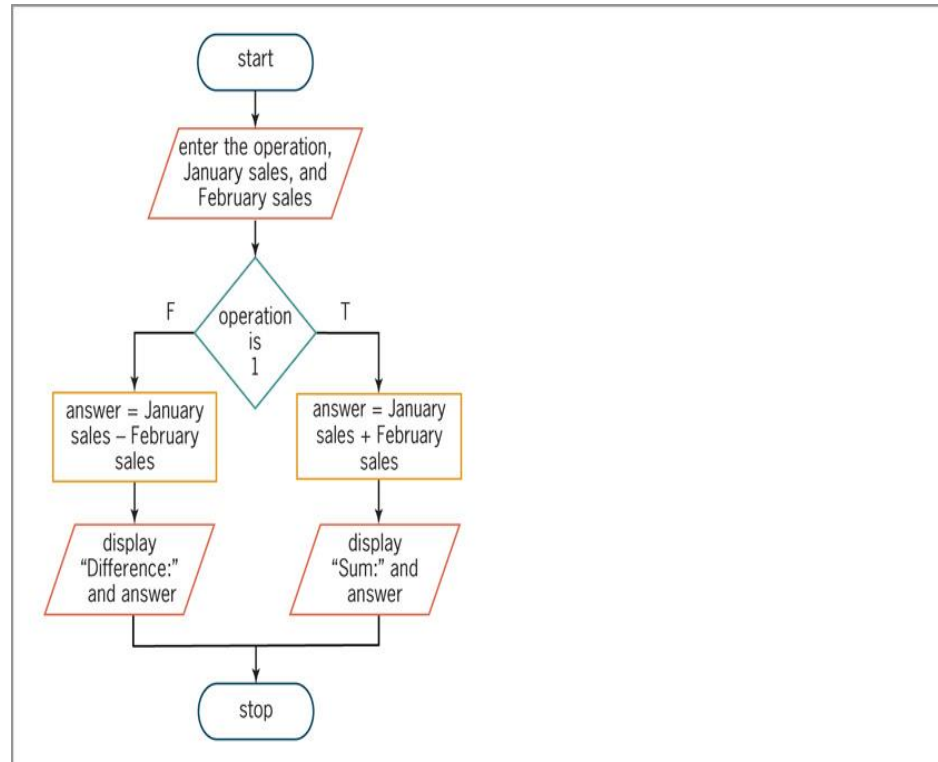 start
enter the operation,
January sales, and
February sales
F
T
operation
is
1
answer = January
sales – February
sales
answer = January
sales + February
sales
display
“Difference:”
and answer
display
“Sum:” and
answer
stop